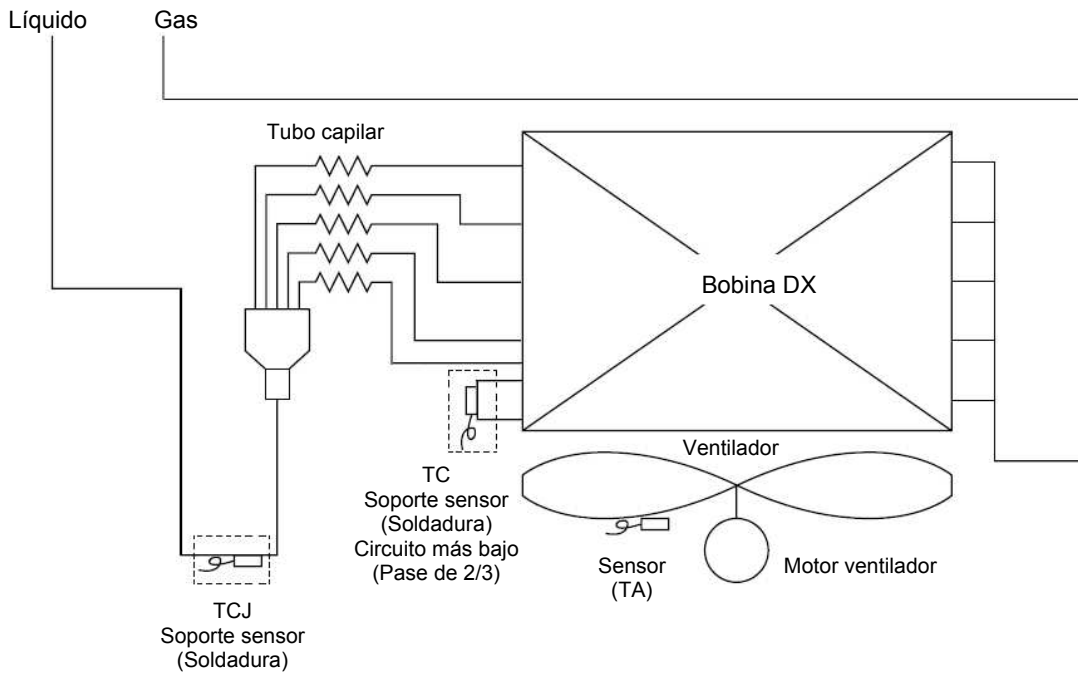 Líquido
Gas
Tubo capilar
Bobina DX
Ventilador
TC
Soporte sensor
(Soldadura)
Circuito más bajo
(Pase de 2/3)
Sensor
(TA)
Motor ventilador
TCJ
Soporte sensor
(Soldadura)